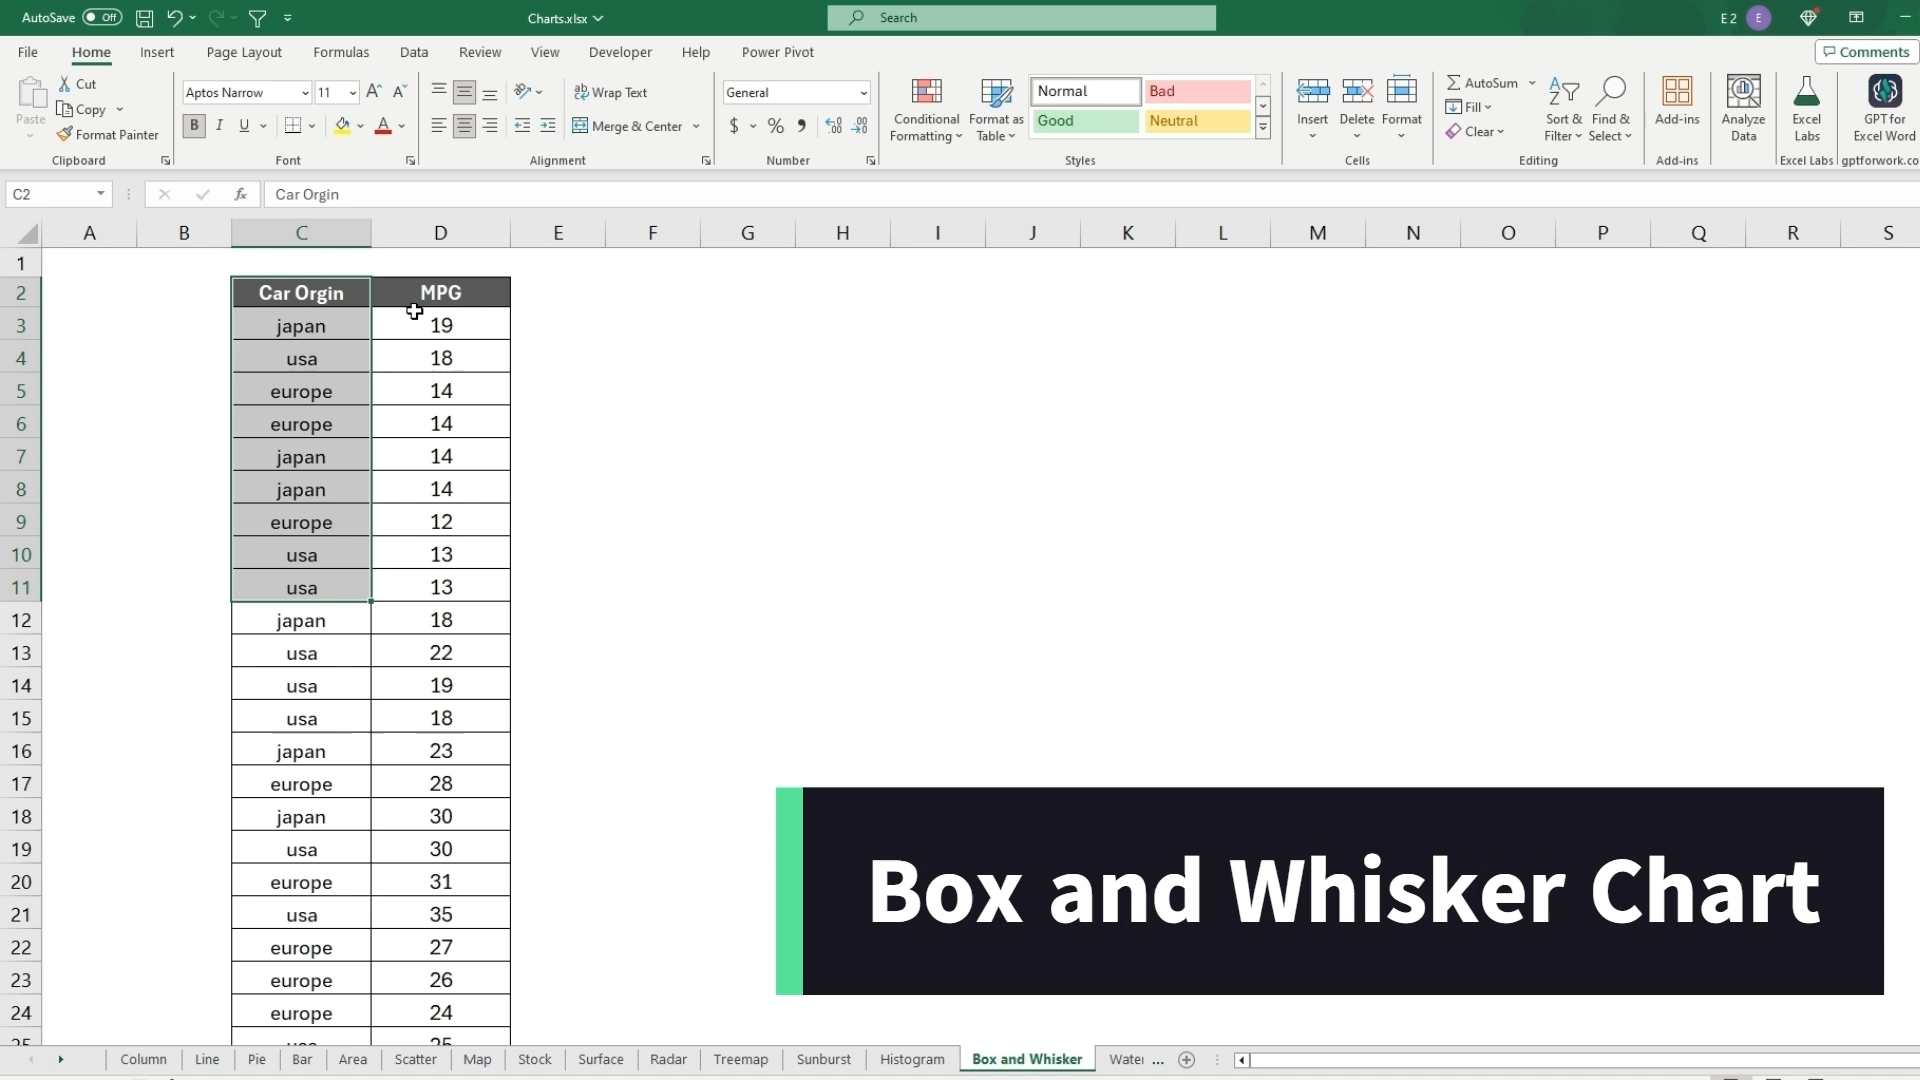 AutoSave Off Charts.xlsx Search E 2 E
File Home Insert Page Layout Formulas Data Review View Developer Help Power Pivot Comments
Paste
Cut
Copy
Format Painter
Clipboard
Aptos Narrow 11 A A
B I U A
Font
Wrap Text
Merge & Center
Alignment
General
$ % ,
Number
Conditional Formatting
Format as Table
Normal Bad
Good Neutral
Styles
Insert Delete Format
Cells
AutoSum
Fill
Clear
Sort & Filter
Find & Select
Editing
Add-ins
Add-ins
Analyze Data
Excel Labs
Excel Labs
GPT for Excel Word
gptforwork.co
C2 fx Car Orgin
A B C D E F G H I J K L M N O P Q R S
1
2 Car Orgin MPG
3 japan 19
4 usa 18
5 europe 14
6 europe 14
7 japan 14
8 japan 14
9 europe 12
10 usa 13
11 usa 13
12 japan 18
13 usa 22
14 usa 19
15 usa 18
16 japan 23
17 europe 28
18 japan 30
19 usa 30
20 europe 31
21 usa 35
22 europe 27
23 europe 26
24 europe 24
Box and Whisker Chart
Column Line Pie Bar Area Scatter Map Stock Surface Radar Treemap Sunburst Histogram Box and Whisker Water ...